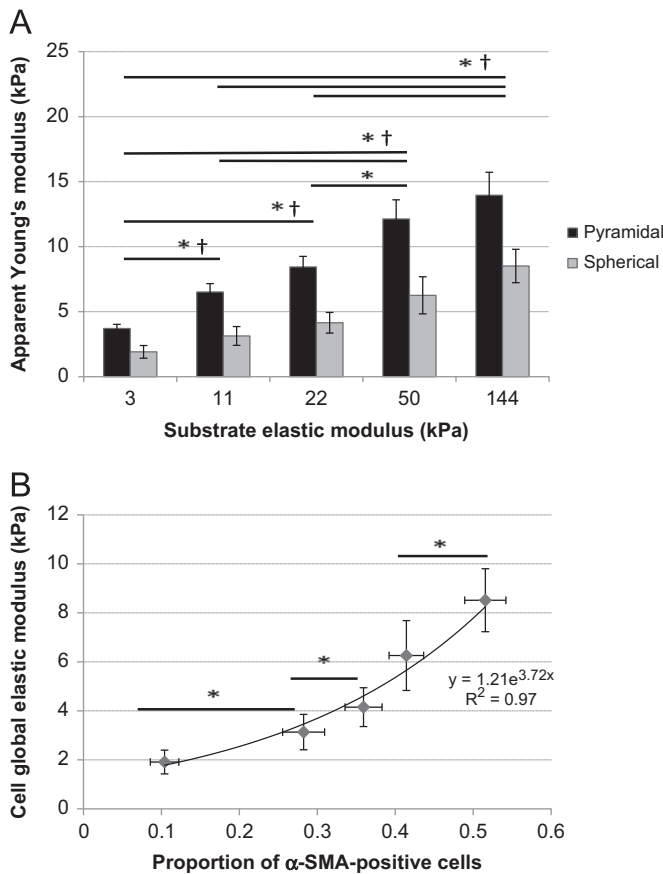 A
Apparent Young's modulus (kPa)
25
20
15
10
5
0
* †
* †
*
* †
* †
3 11 22 50 144
Substrate elastic modulus (kPa)
Pyramidal
Spherical
B
Cell global elastic modulus (kPa)
12
10
8
6
4
2
0
*
*
*
y = 1.21e^3.72x
R² = 0.97
0 0.1 0.2 0.3 0.4 0.5 0.6
Proportion of α-SMA-positive cells